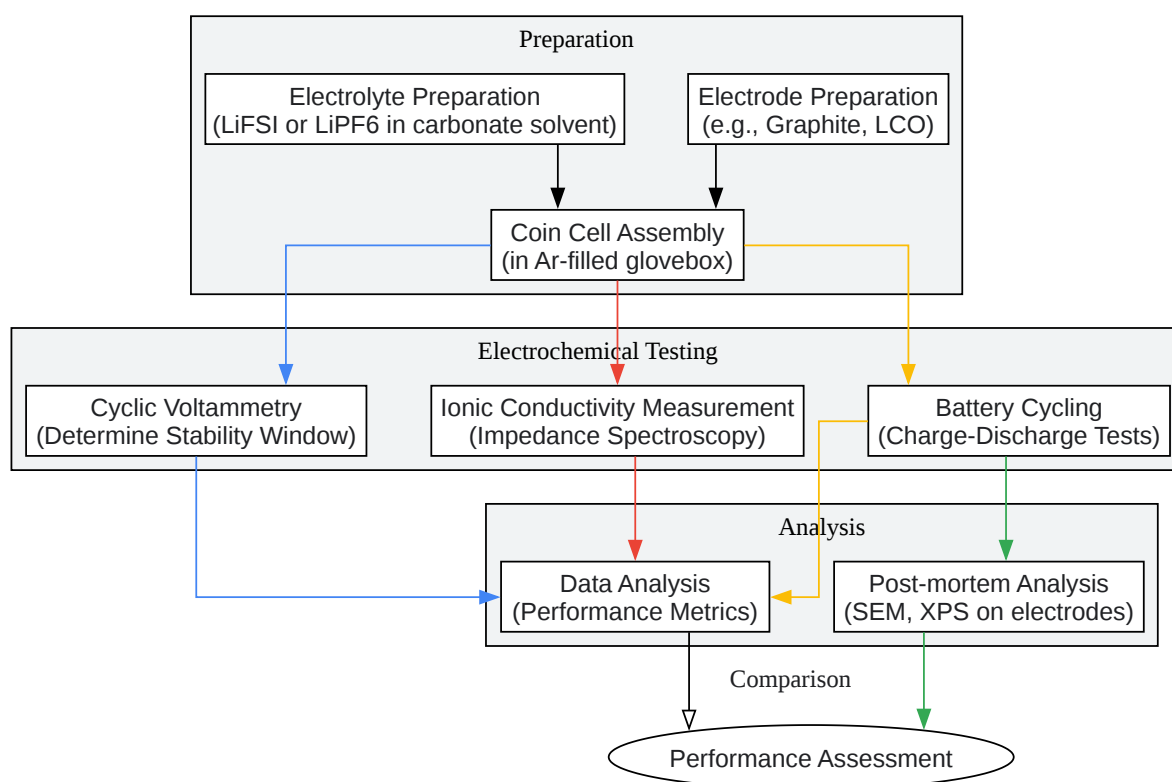 Preparation
Electrolyte Preparation
(LiFSI or LiPF6 in carbonate solvent)
Electrode Preparation
(e.g., Graphite, LCO)
Coin Cell Assembly
(in Ar-filled glovebox)
Electrochemical Testing
Cyclic Voltammetry
(Determine Stability Window)
Ionic Conductivity Measurement
(Impedance Spectroscopy)
Battery Cycling
(Charge-Discharge Tests)
Analysis
Data Analysis
(Performance Metrics)
Post-mortem Analysis
(SEM, XPS on electrodes)
Comparison
Performance Assessment